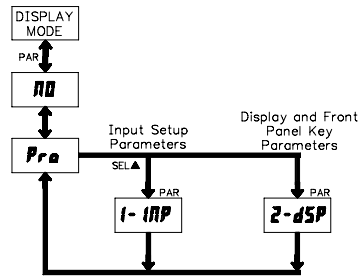 DISPLAY
MODE
PAR
NO
Pro
SEL▲
Input Setup
Parameters
PAR
1-INP
Display and Front
Panel Key
Parameters
PAR
2-dSP